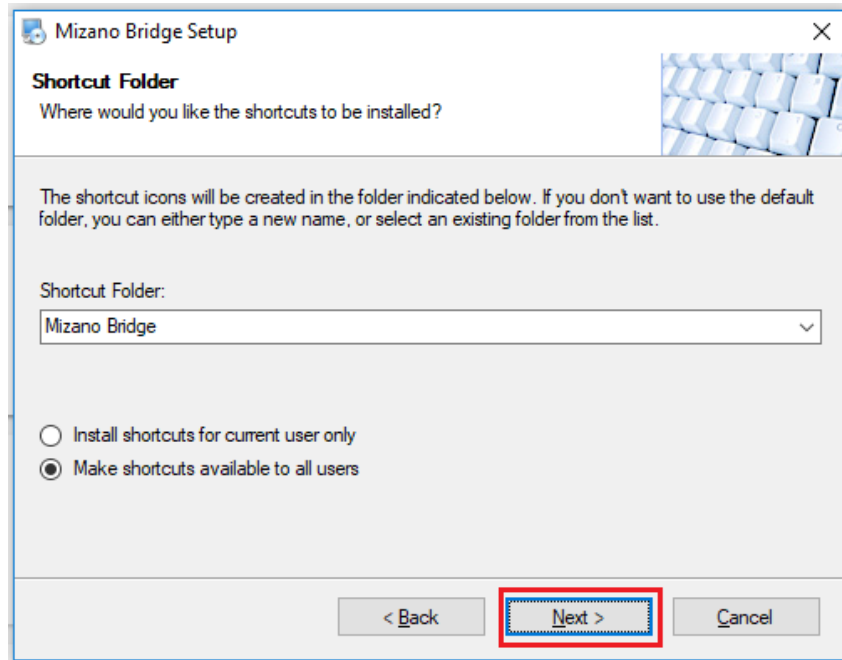 Mizano Bridge Setup
Shortcut Folder
Where would you like the shortcuts to be installed?
The shortcut icons will be created in the folder indicated below. If you don't want to use the default
folder, you can either type a new name, or select an existing folder from the list.
Shortcut Folder:
Mizano Bridge
Install shortcuts for current user only
Make shortcuts available to all users
< Back
Next >
Cancel